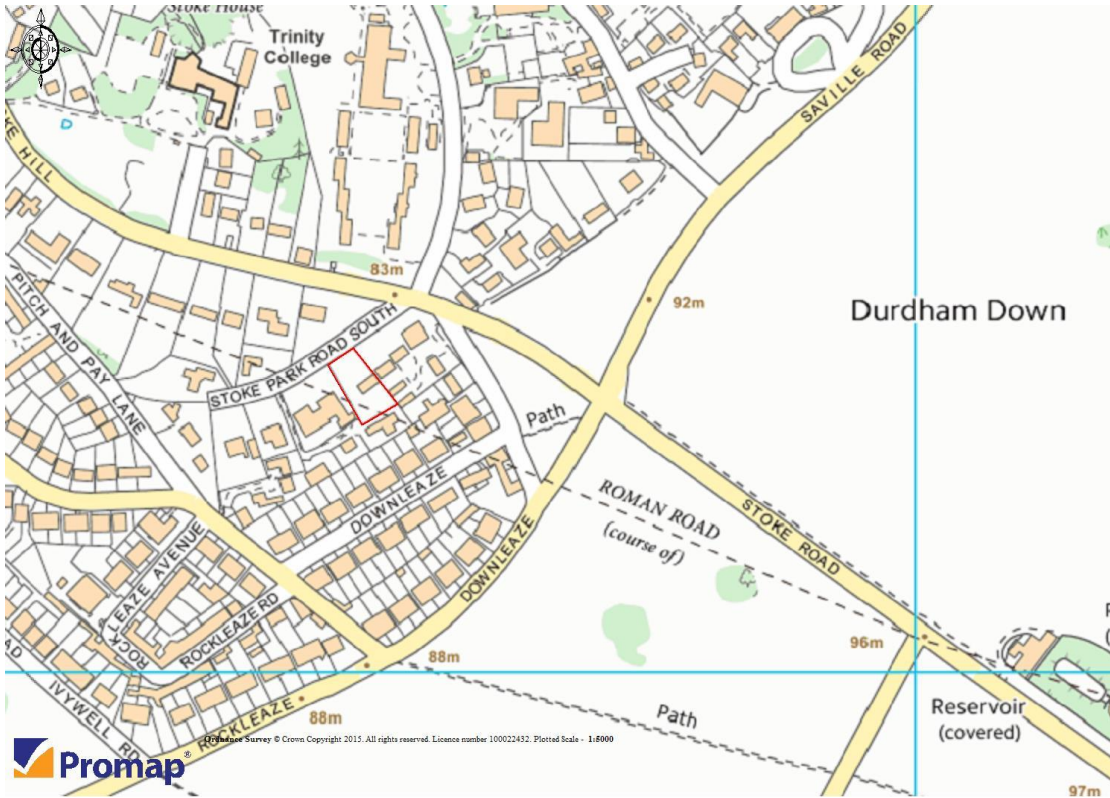 Stoke House
Trinity
College
SAVILLE ROAD
HILL
83m
92m
Durdham Down
PITCH AND PAY LANE
STOKE PARK ROAD SOUTH
Path
ROMAN ROAD
(course of)
STOKE ROAD
DOWNLEAZE
DOWNLEAZE
ROCKLEAZE AVENUE
ROCKLEAZE RD
96m
88m
IVYWELL RD
ROCKLEAZE
88m
Path
Reservoir
(covered)
97m
Ordnance Survey © Crown Copyright 2015. All rights reserved. Licence number 100022432. Plotted Scale - 1:5000
Promap®